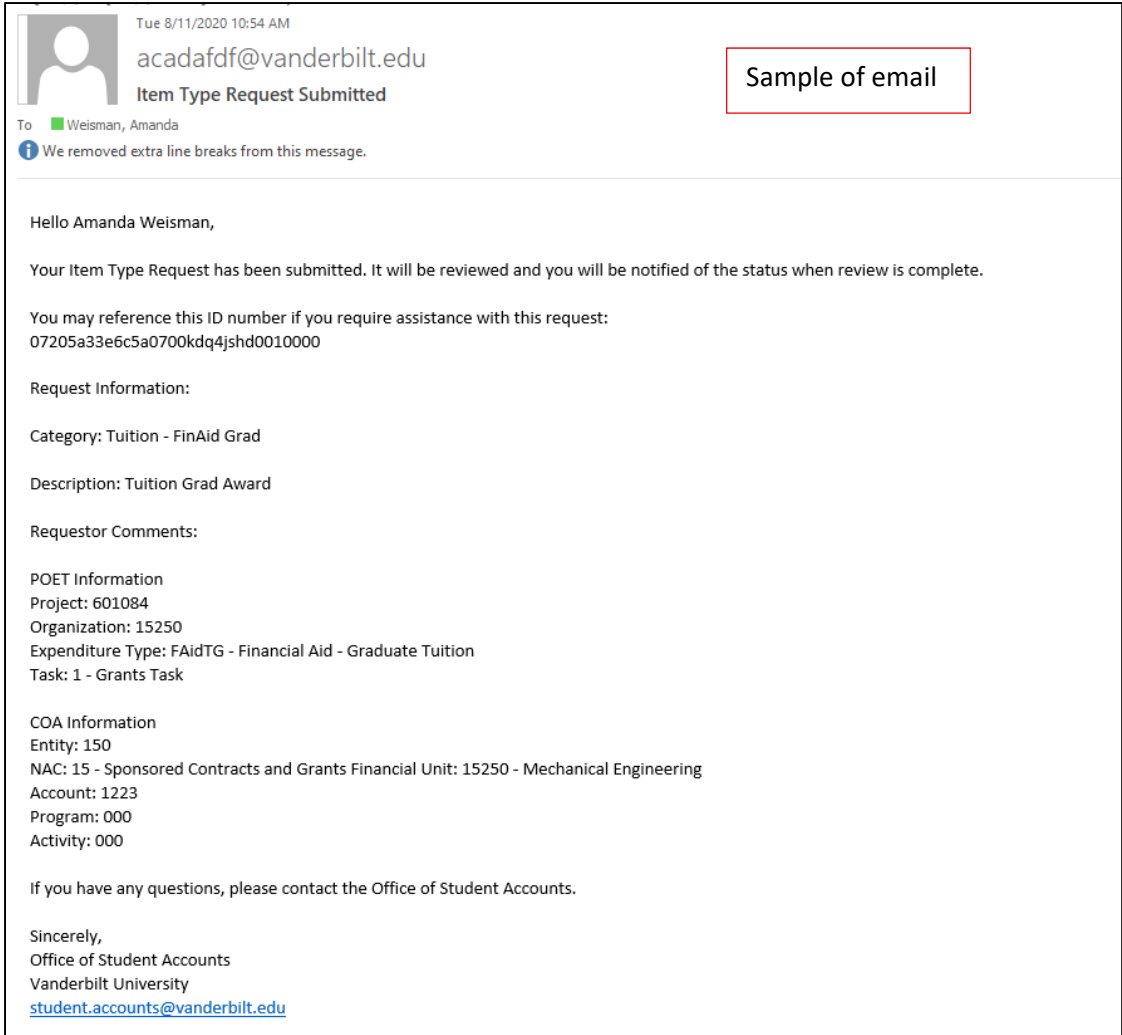 Tue 8/11/2020 10:54 AM
acadafdf@vanderbilt.edu
Item Type Request Submitted
Sample of email
To Weisman, Amanda
We removed extra line breaks from this message.
Hello Amanda Weisman,
Your Item Type Request has been submitted. It will be reviewed and you will be notified of the status when review is complete.
You may reference this ID number if you require assistance with this request:
07205a33e6c5a0700kdq4jshd0010000
Request Information:
Category: Tuition - FinAid Grad
Description: Tuition Grad Award
Requestor Comments:
POET Information
Project: 601084
Organization: 15250
Expenditure Type: FAidTG - Financial Aid - Graduate Tuition
Task: 1 - Grants Task
COA Information
Entity: 150
NAC: 15 - Sponsored Contracts and Grants Financial Unit: 15250 - Mechanical Engineering
Account: 1223
Program: 000
Activity: 000
If you have any questions, please contact the Office of Student Accounts.
Sincerely,
Office of Student Accounts
Vanderbilt University
student.accounts@vanderbilt.edu